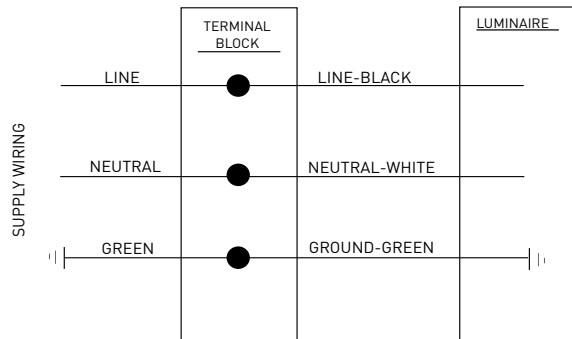 TERMINAL
BLOCK
LUMINAIRE
LINE
LINE-BLACK
SUPPLY WIRING
NEUTRAL
NEUTRAL-WHITE
GREEN
GROUND-GREEN